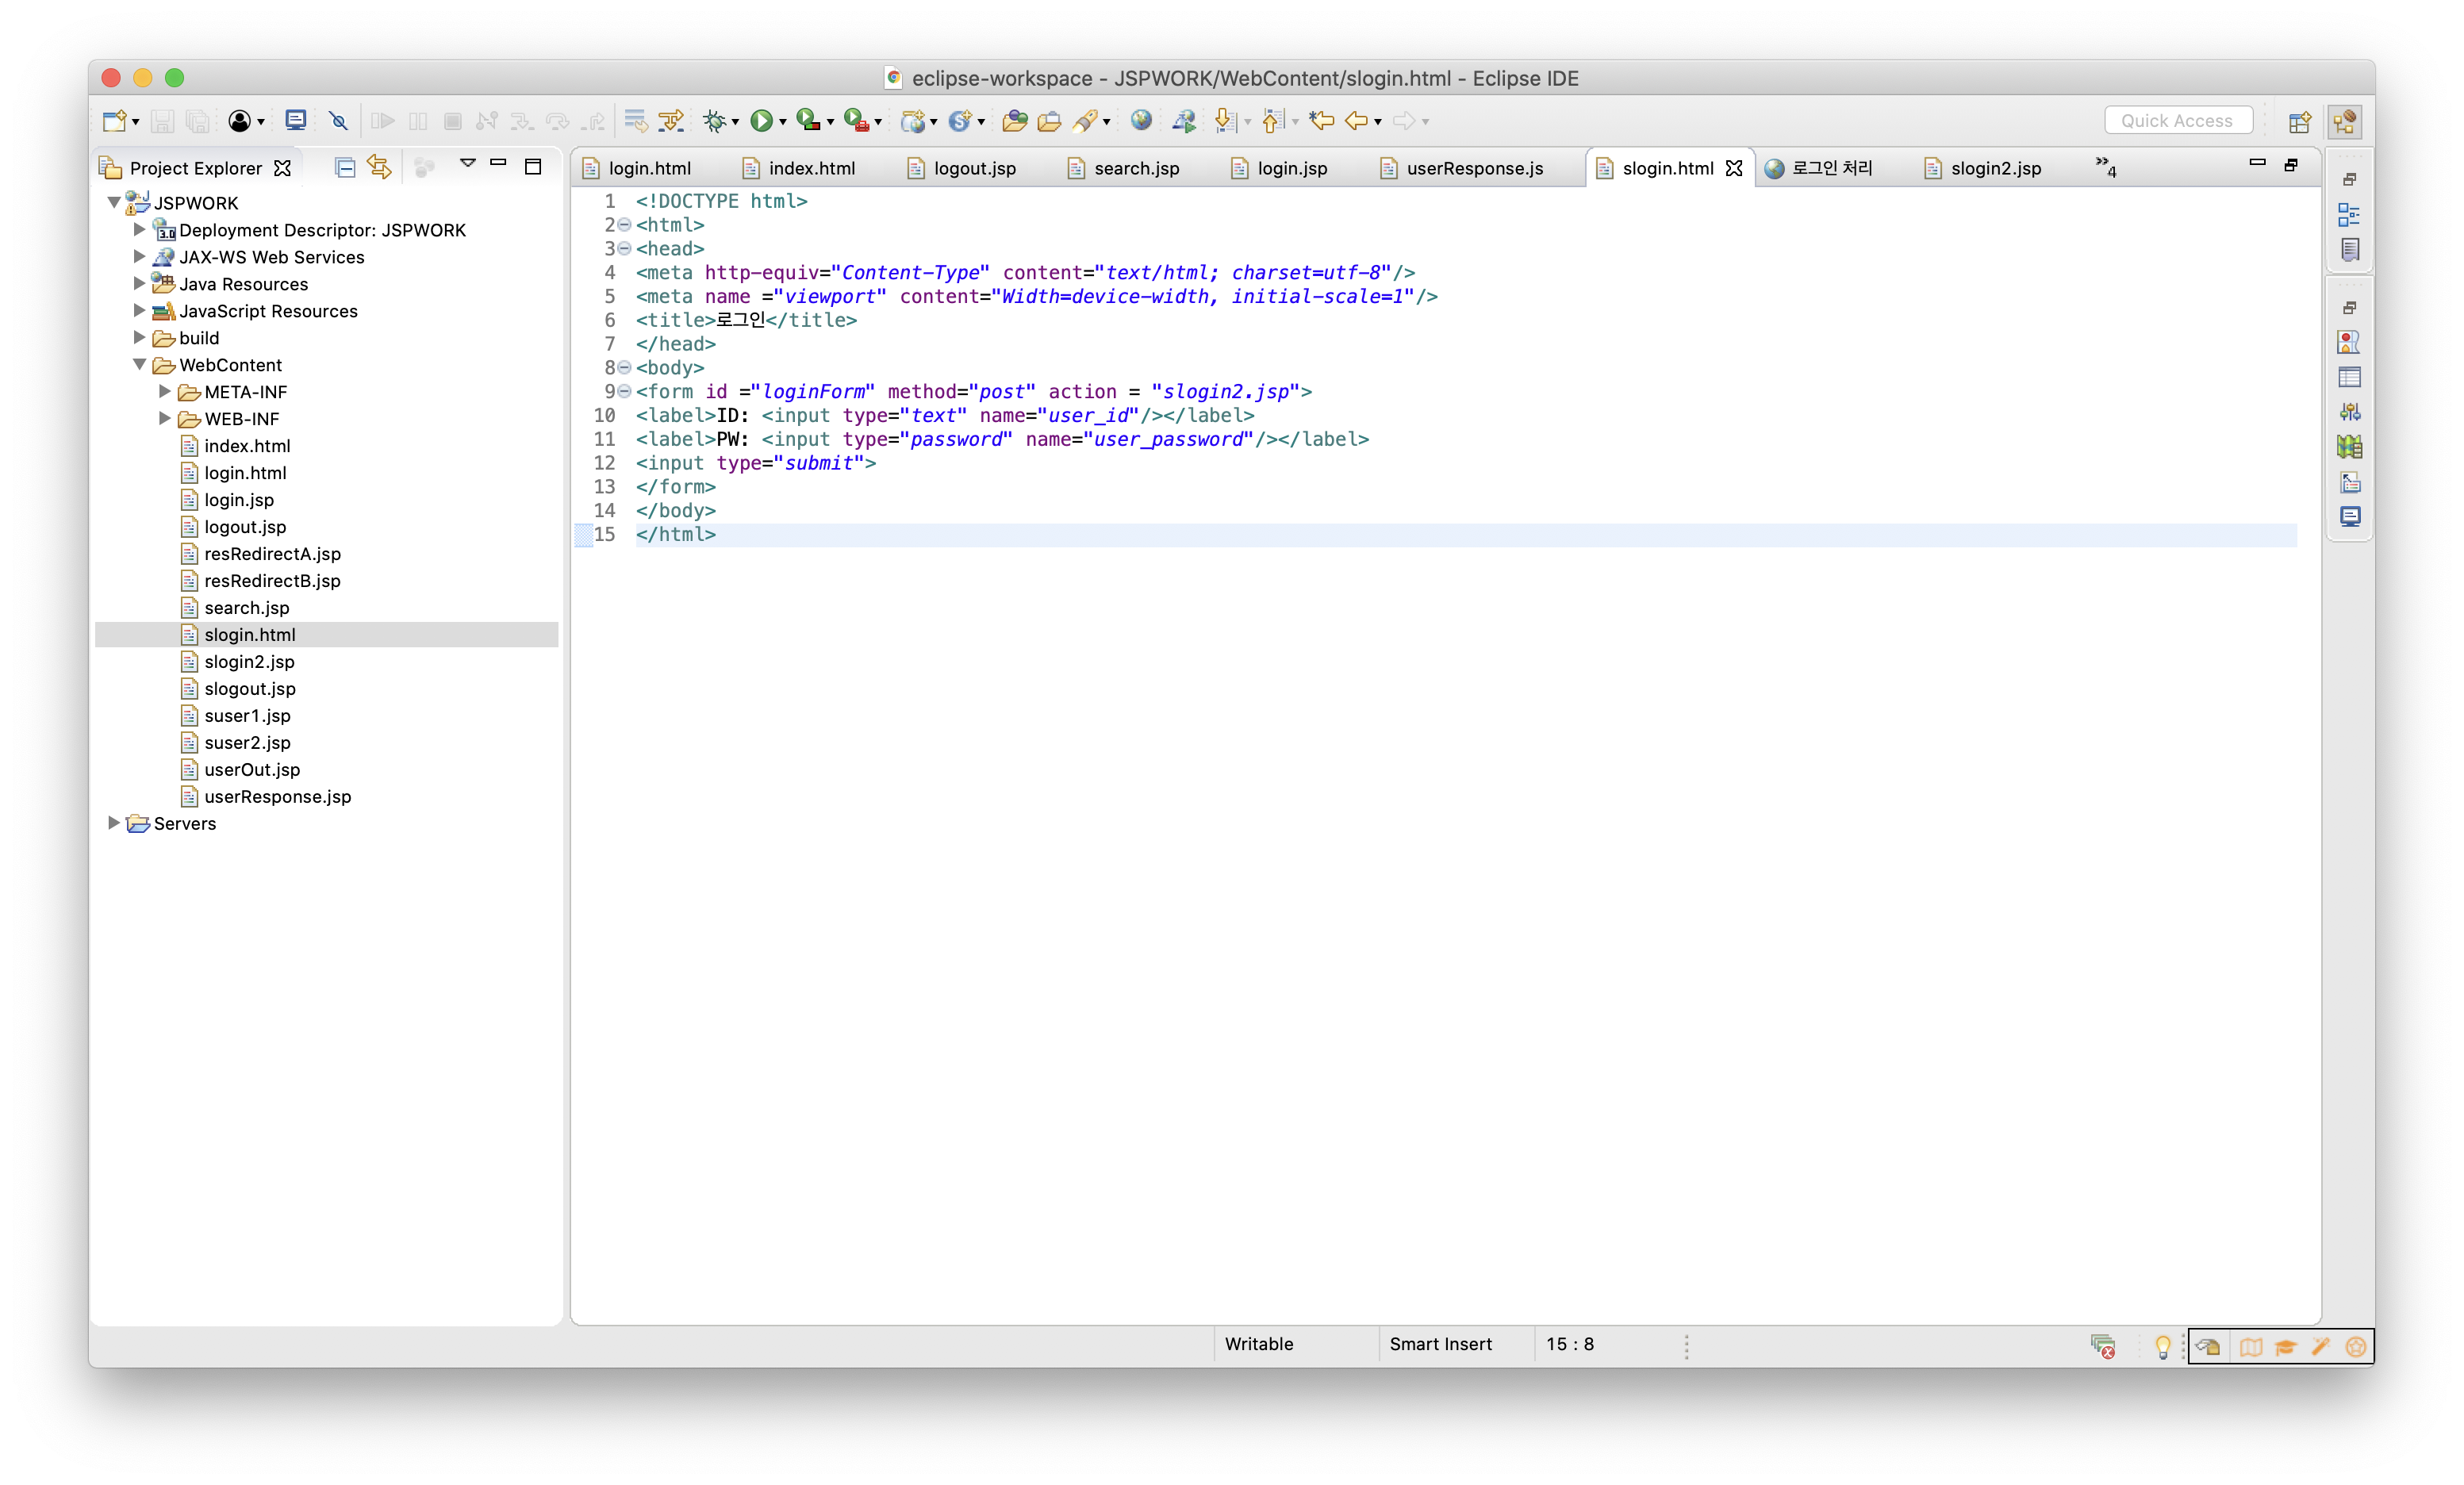 eclipse-workspace - JSPWORK/WebContent/slogin.html - Eclipse IDE
Quick Access
Project Explorer
JSPWORK
3.0 Deployment Descriptor: JSPWORK
JAX-WS Web Services
Java Resources
JavaScript Resources
build
WebContent
META-INF
WEB-INF
index.html
login.html
login.jsp
logout.jsp
resRedirectA.jsp
resRedirectB.jsp
search.jsp
slogin.html
slogin2.jsp
slogout.jsp
suser1.jsp
suser2.jsp
userOut.jsp
userResponse.jsp
Servers
login.html index.html logout.jsp search.jsp login.jsp userResponse.js slogin.html 로그인 처리 slogin2.jsp »4
1 <!DOCTYPE html>
2 <html>
3 <head>
4 <meta http-equiv="Content-Type" content="text/html; charset=utf-8"/>
5 <meta name ="viewport" content="Width=device-width, initial-scale=1"/>
6 <title>로그인</title>
7 </head>
8 <body>
9 <form id ="loginForm" method="post" action = "slogin2.jsp">
10 <label>ID: <input type="text" name="user_id"/></label>
11 <label>PW: <input type="password" name="user_password"/></label>
12 <input type="submit">
13 </form>
14 </body>
15 </html>
Writable Smart Insert 15 : 8